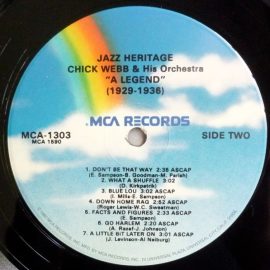 JAZZ HERITAGE
CHICK WEBB & His Orchestra
"A LEGEND"
(1929-1936)
MCA RECORDS
MCA-1303
MCA 1590
SIDE TWO
1. DON'T BE THAT WAY 2:38 ASCAP
(E. Sampson-B. Goodman-M. Parish)
2. WHAT A SHUFFLE 3:02
(D. Kirkpatrick)
3. BLUE LOU ASCAP
(I. Mills-E. Sampson)
4. DOWN HOME RAG 2:52 ASCAP
(Roger Lewis-W.C. Sweatman)
5. FACTS AND FIGURES 2:33 ASCAP
(E. Sampson)
6. GO HARLEM 2:20 ASCAP
(A. Razaf-J. Johnson)
7. A LITTLE BIT LATER ON 3:01 ASCAP
(J. Levinson-Al Neiburg)